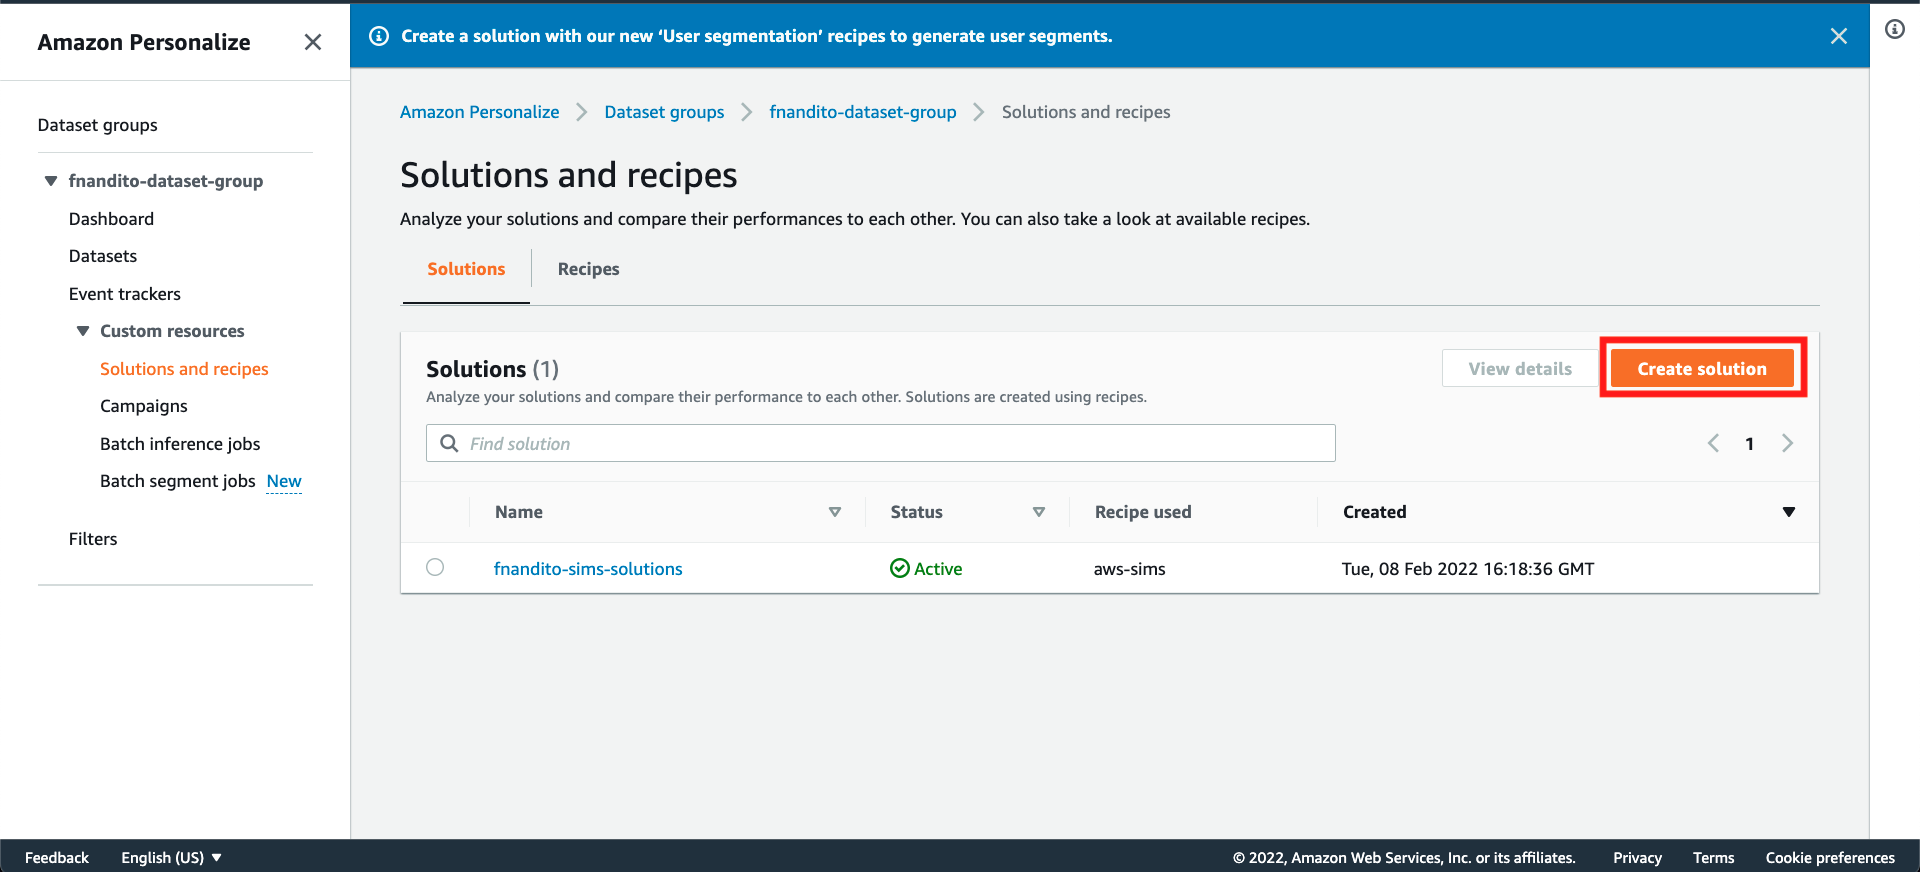 Amazon Personalize
Dataset groups
fnandito-dataset-group
Dashboard
Datasets
Event trackers
Custom resources
Solutions and recipes
Campaigns
Batch inference jobs
Batch segment jobs New
Filters
Create a solution with our new ‘User segmentation’ recipes to generate user segments.
Amazon Personalize Dataset groups fnandito-dataset-group Solutions and recipes
Solutions and recipes
Analyze your solutions and compare their performances to each other. You can also take a look at available recipes.
Solutions Recipes
Solutions (1)
View details Create solution
Analyze your solutions and compare their performance to each other. Solutions are created using recipes.
Find solution
1
Name Status Recipe used Created
fnandito-sims-solutions Active aws-sims Tue, 08 Feb 2022 16:18:36 GMT
Feedback English (US) © 2022, Amazon Web Services, Inc. or its affiliates. Privacy Terms Cookie preferences